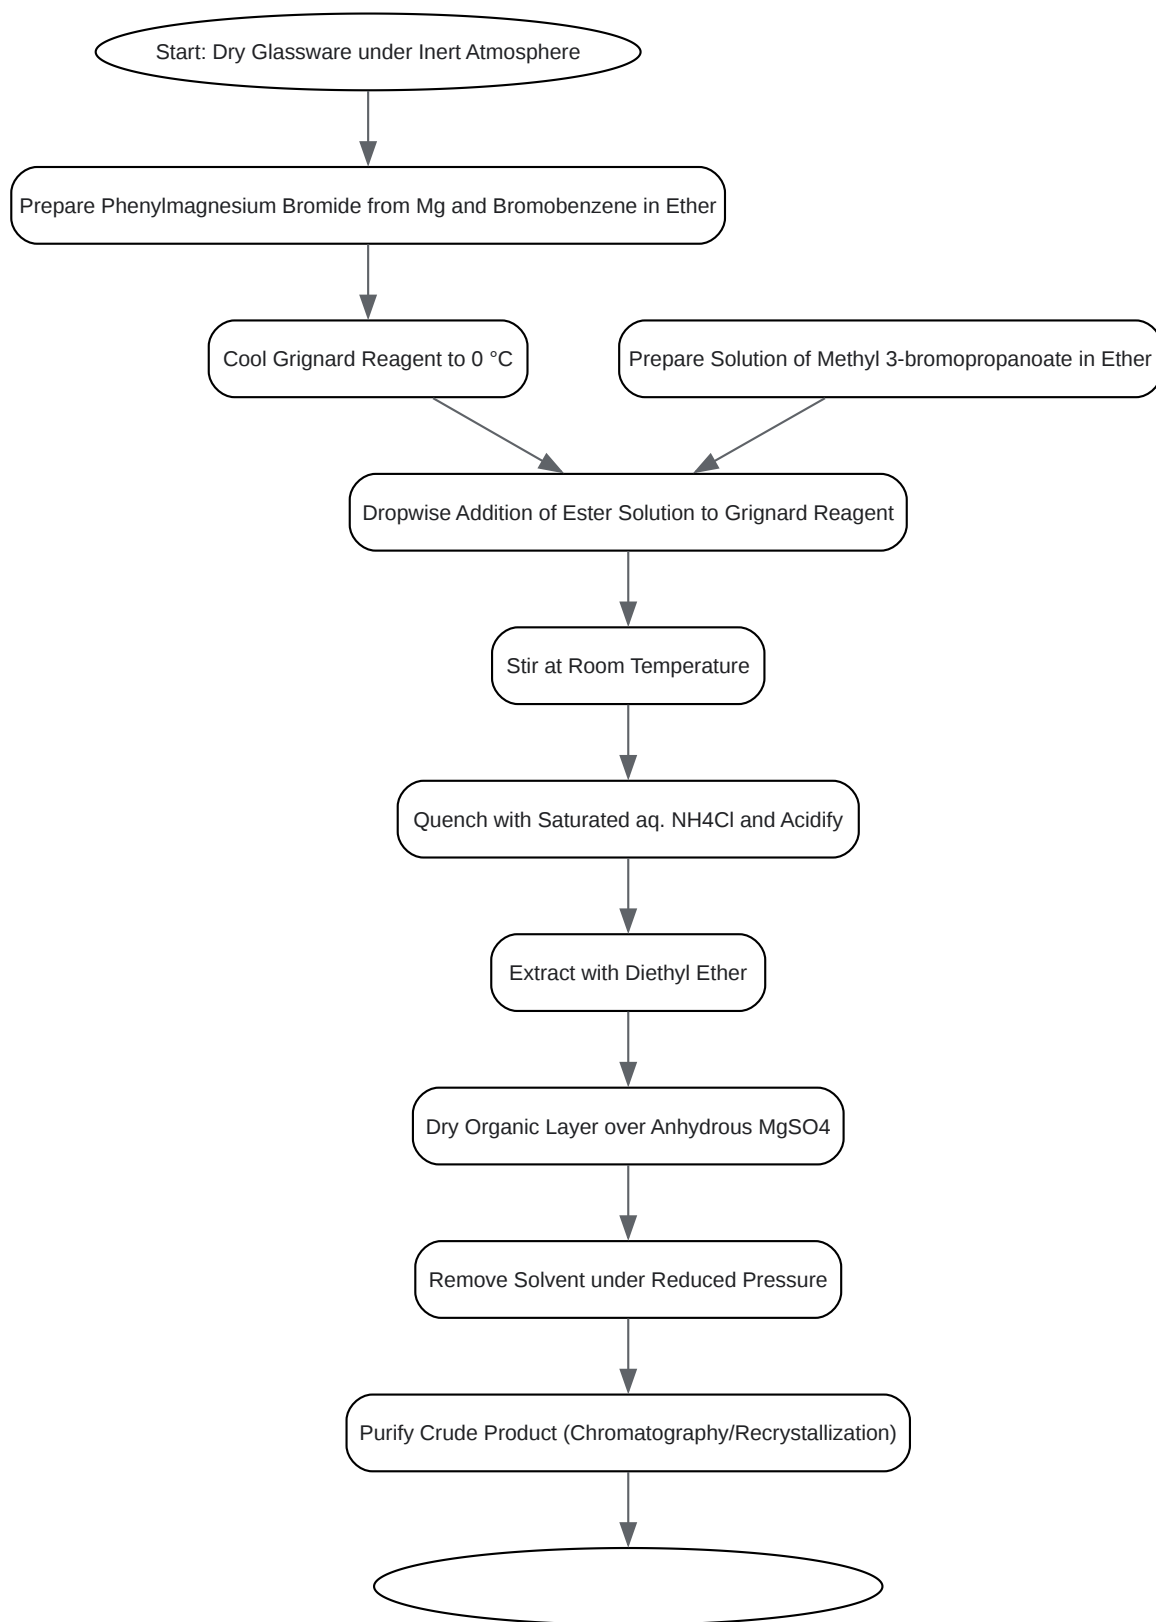 Start: Dry Glassware under Inert Atmosphere
Prepare Phenylmagnesium Bromide from Mg and Bromobenzene in Ether
Cool Grignard Reagent to 0 °C
Prepare Solution of Methyl 3-bromopropanoate in Ether
Dropwise Addition of Ester Solution to Grignard Reagent
Stir at Room Temperature
Quench with Saturated aq. NH4Cl and Acidify
Extract with Diethyl Ether
Dry Organic Layer over Anhydrous MgSO4
Remove Solvent under Reduced Pressure
Purify Crude Product (Chromatography/Recrystallization)